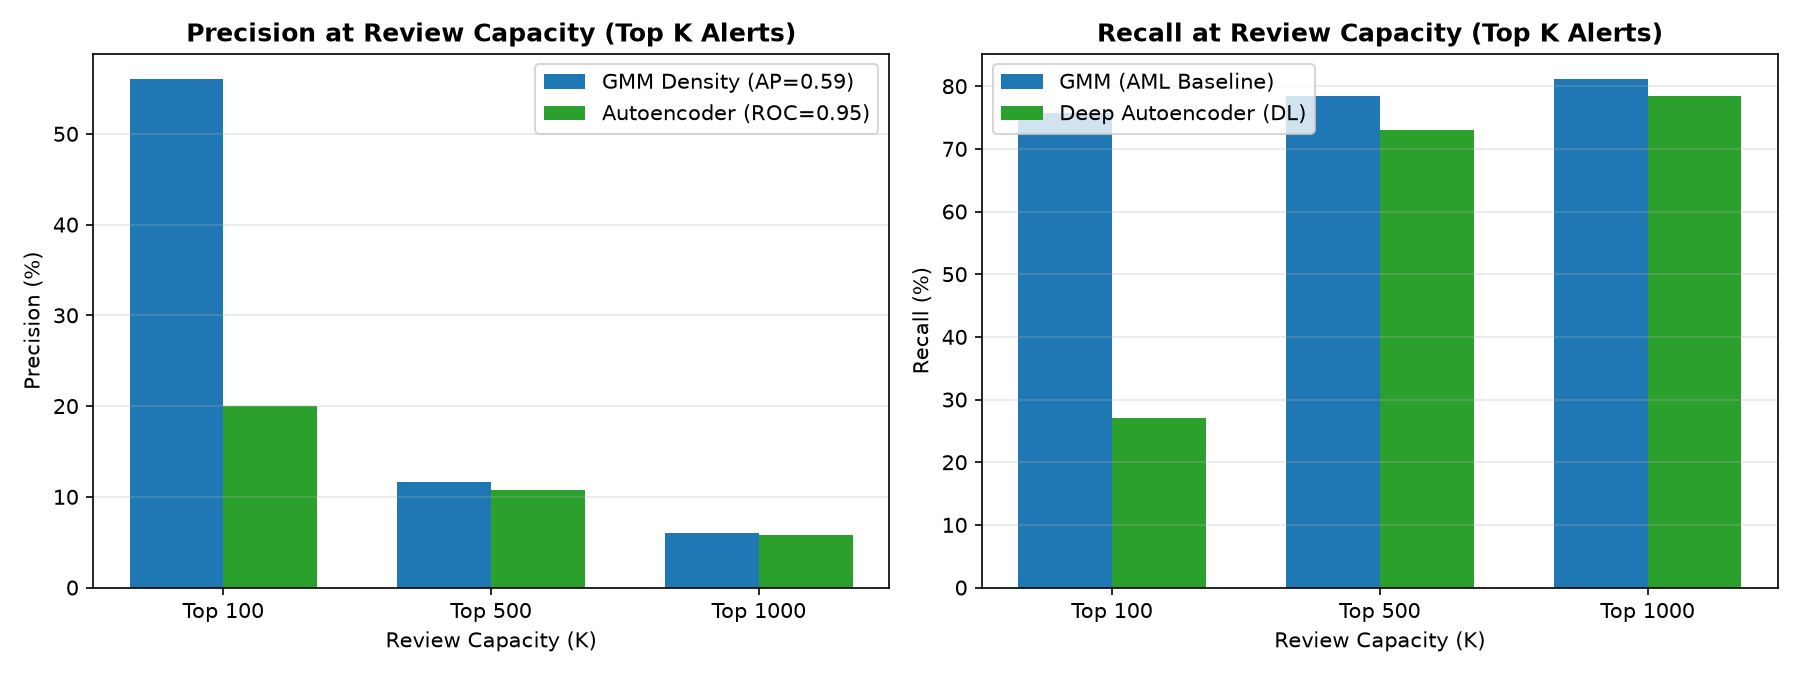 Precision at Review Capacity (Top K Alerts)
GMM Density (AP=0.59)
Autoencoder (ROC=0.95)
Precision (%)
50
40
30
20
10
0
Top 100
Top 500
Top 1000
Review Capacity (K)
Recall at Review Capacity (Top K Alerts)
GMM (AML Baseline)
Deep Autoencoder (DL)
Recall (%)
80
70
60
50
40
30
20
10
0
Top 100
Top 500
Top 1000
Review Capacity (K)